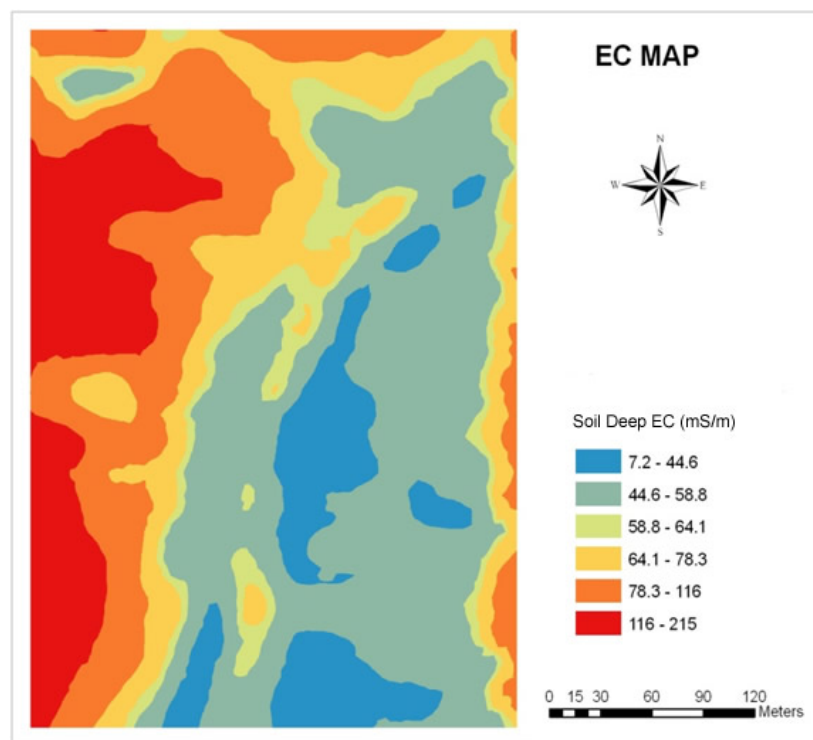 EC MAP
N
W E
S
Soil Deep EC (mS/m)
7.2 - 44.6
44.6 - 58.8
58.8 - 64.1
64.1 - 78.3
78.3 - 116
116 - 215
0 15 30 60 90 120
Meters